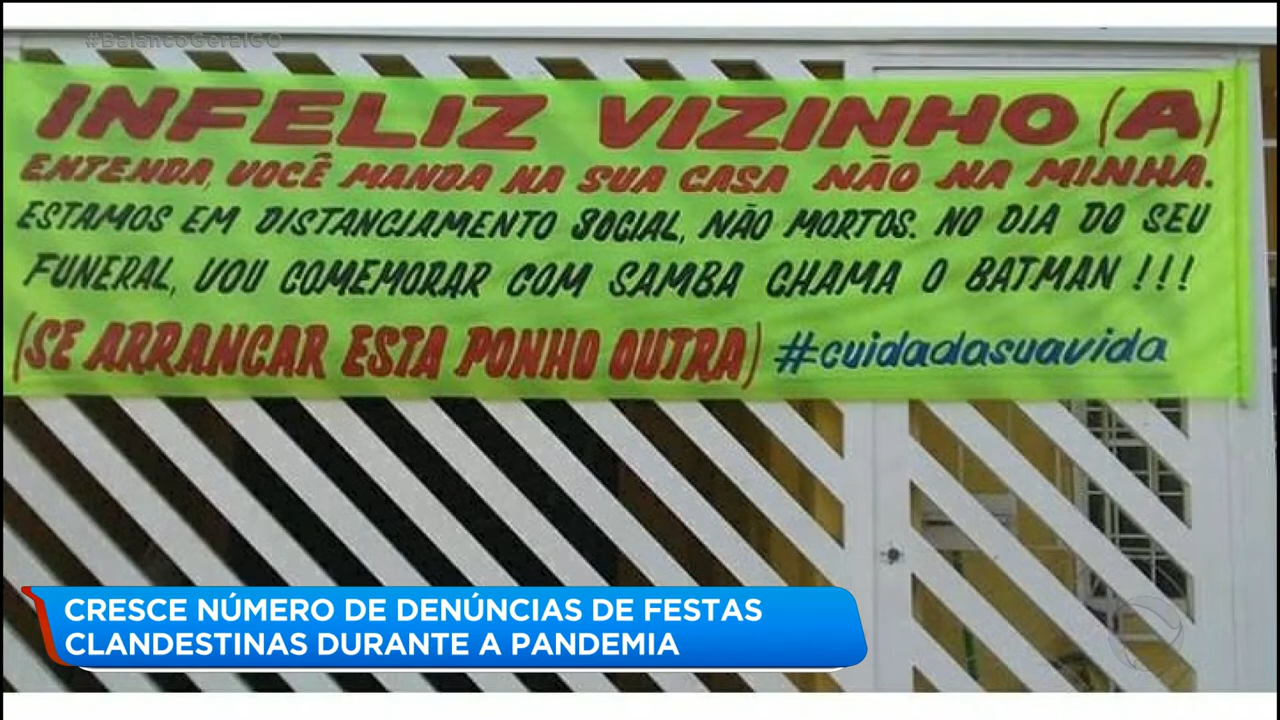 #BalancoGeralGO
INFELIZ VIZINHO (A)
ENTENDA, VOCÊ MANDA NA SUA CASA NÃO NA MINHA.
ESTAMOS EM DISTANCIAMENTO SOCIAL, NÃO MORTOS. NO DIA DO SEU
FUNERAL, VOU COMEMORAR COM SAMBA CHAMA O BATMAN !!!
(SE ARRANCAR ESTA PONHO OUTRA) #cuidadasuavida
CRESCE NÚMERO DE DENÚNCIAS DE FESTAS
CLANDESTINAS DURANTE A PANDEMIA